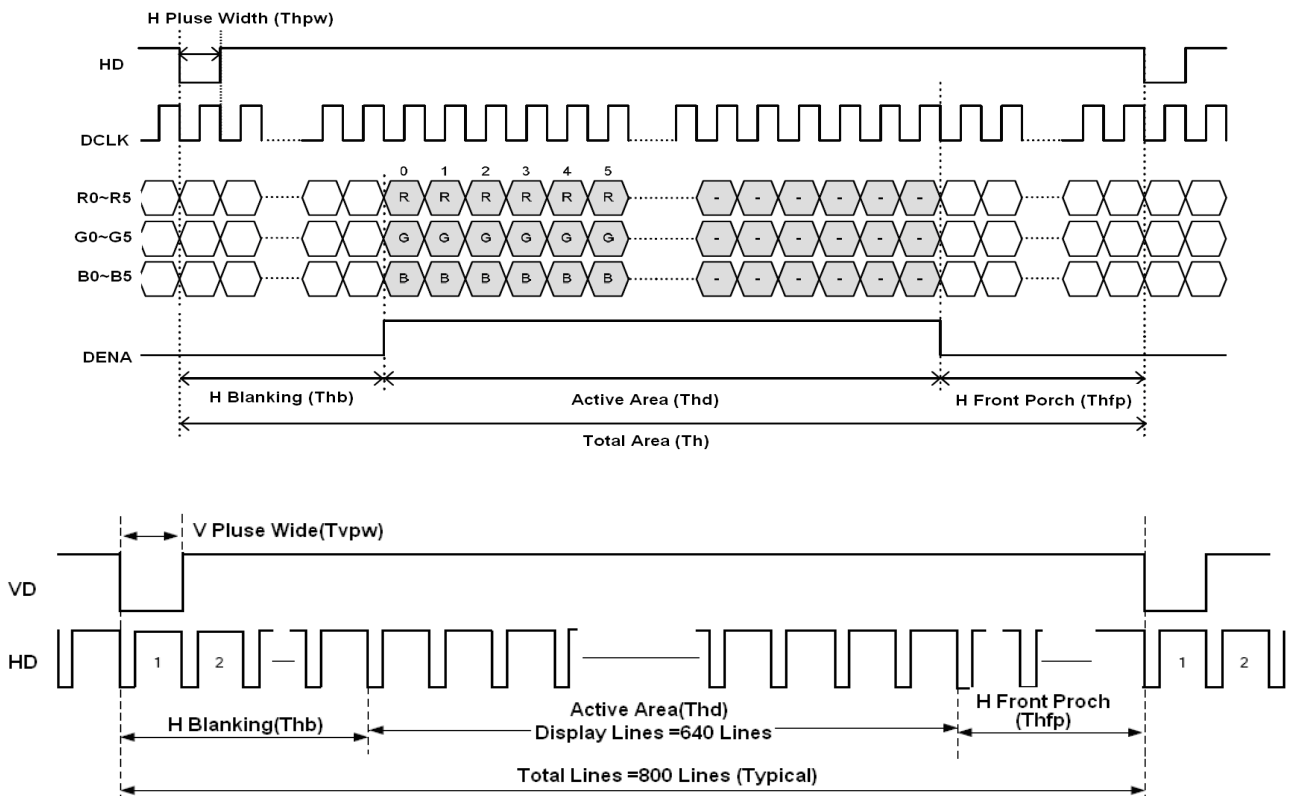 H Pluse Width (Thpw)
HD
DCLK
0 1 2 3 4 5
R0~R5 R R R R R R - - - - - -
G0~G5 G G G G G G - - - - - -
B0~B5 B B B B B B - - - - - -
DENA
H Blanking (Thb) Active Area (Thd) H Front Porch (Thfp)
Total Area (Th)
V Pluse Wide(Tvpw)
VD
HD 1 2 1 2
H Blanking(Thb) Active Area(Thd) H Front Proch
Display Lines =640 Lines (Thfp)
Total Lines =800 Lines (Typical)